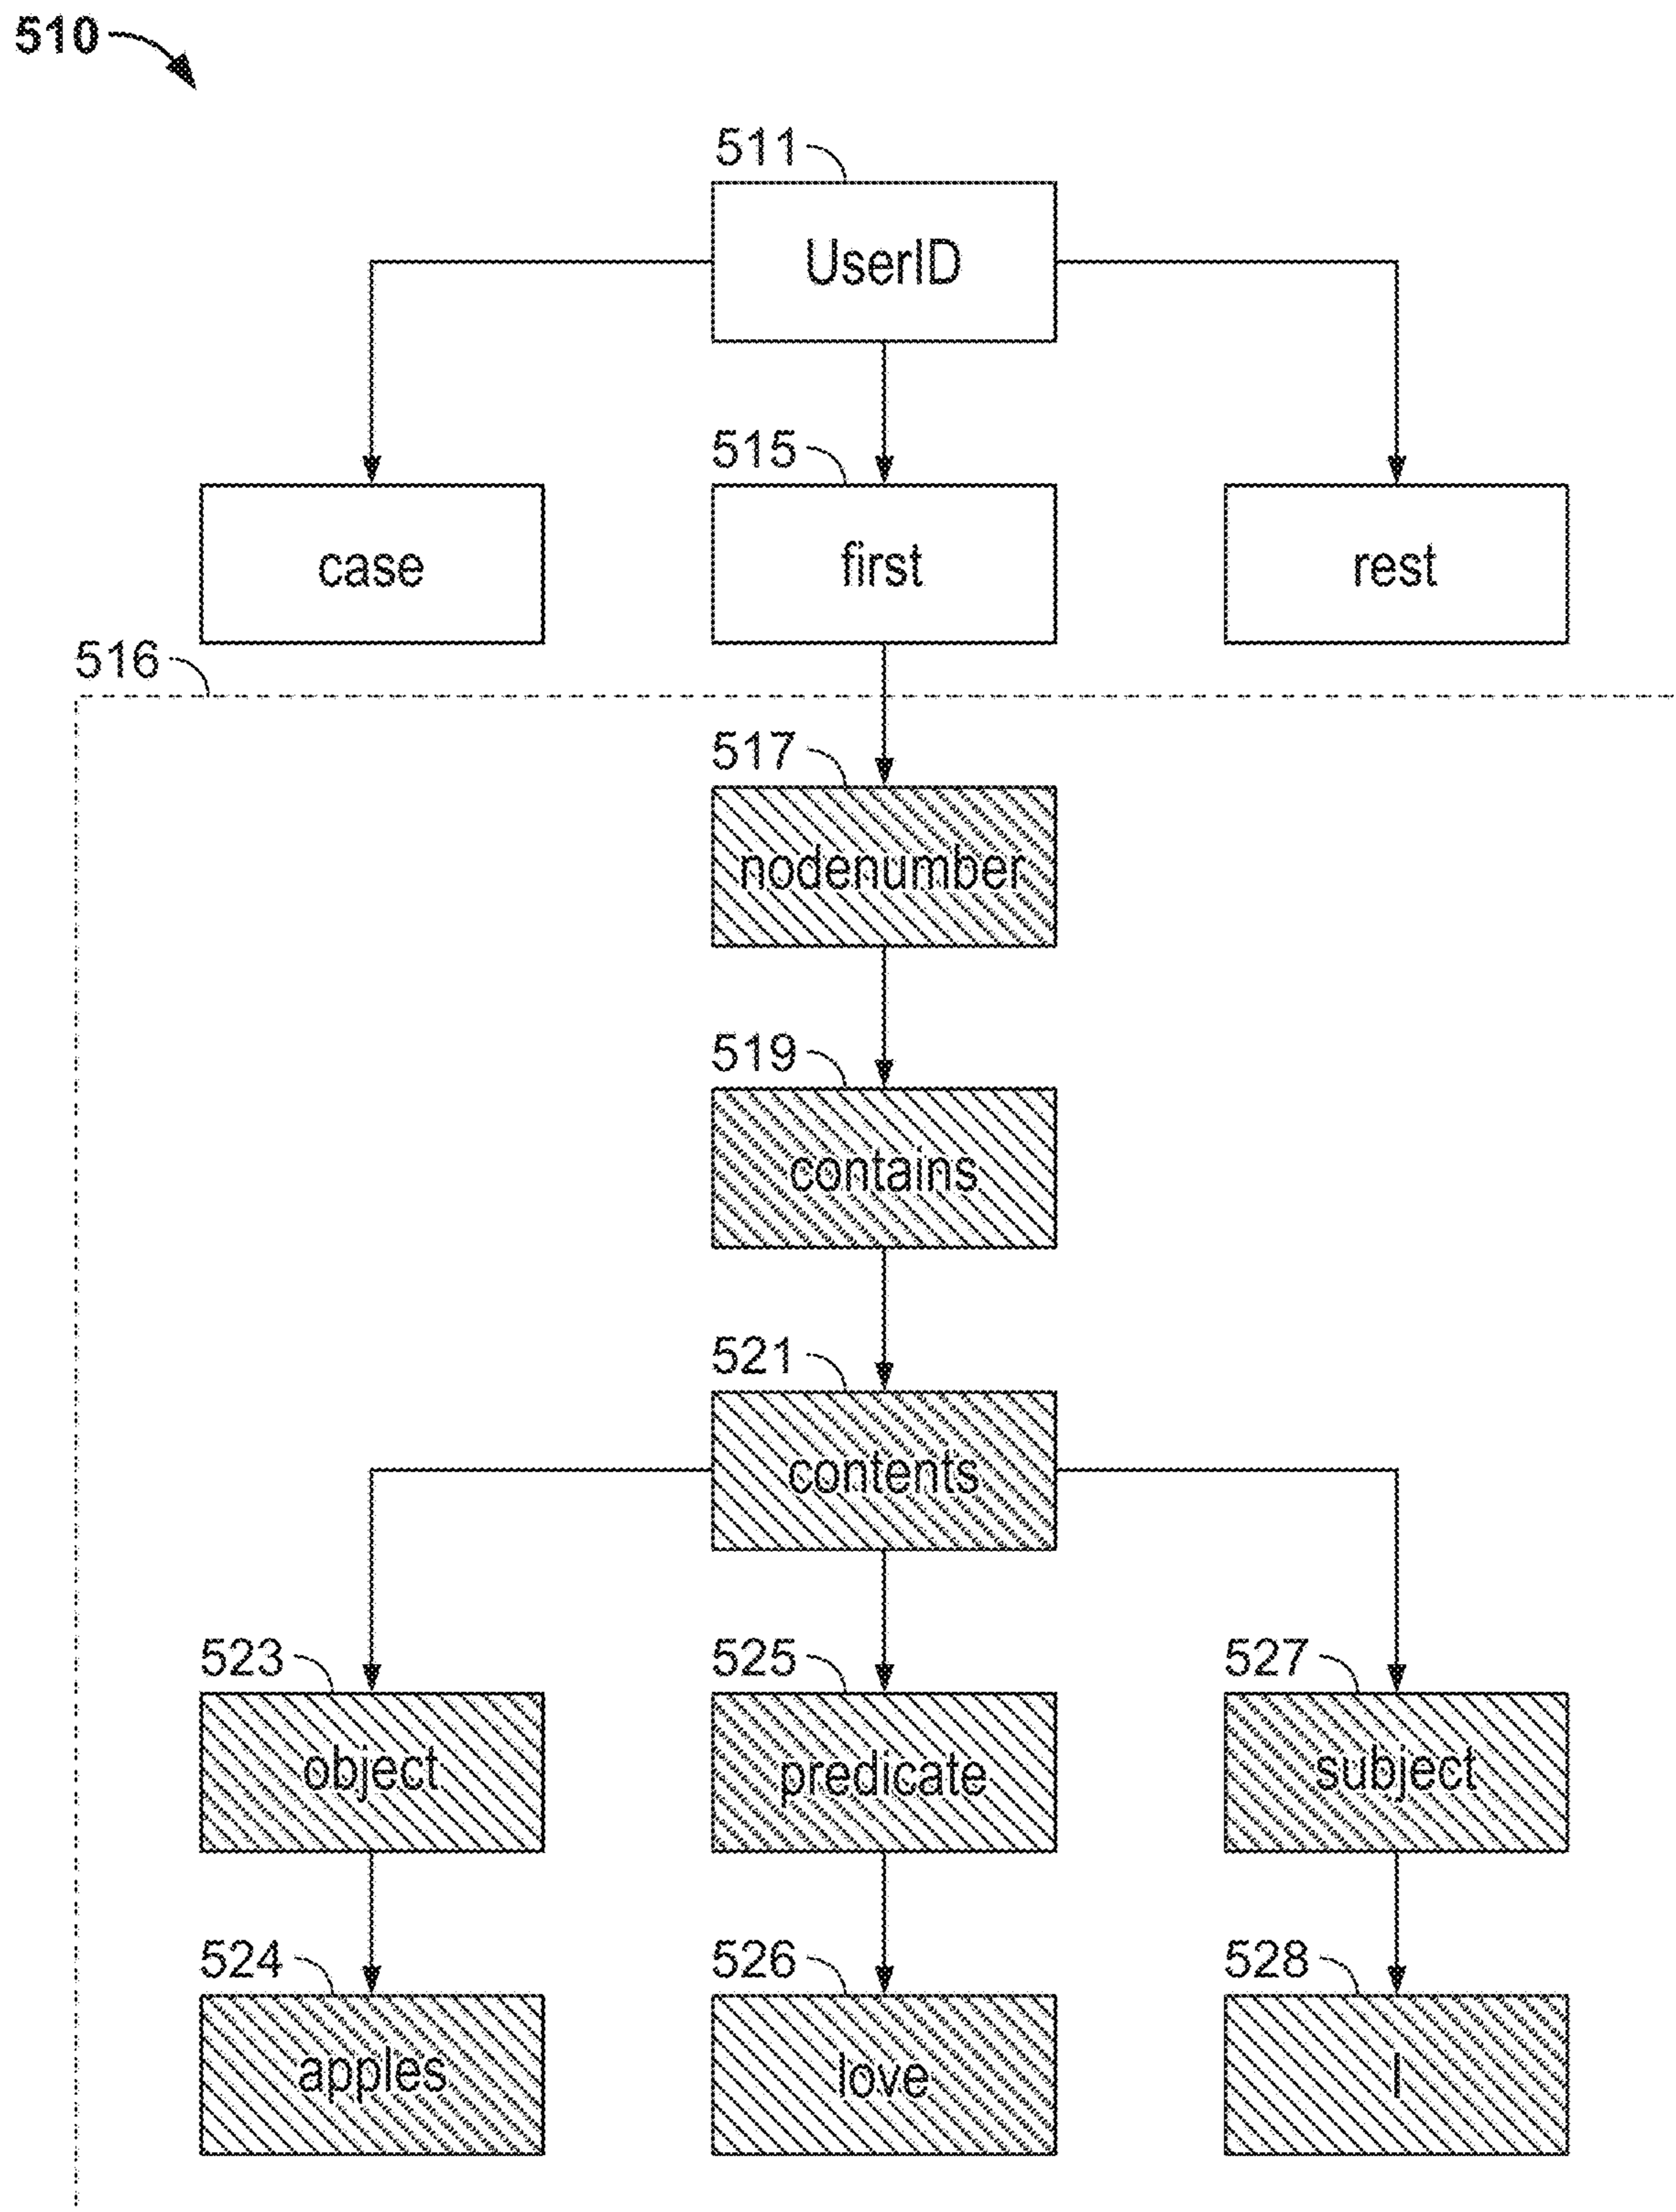 510
511
UserID
515
case
first
rest
516
517
nodenumber
519
contains
521
contents
523
525
527
object
predicate
subject
524
526
528
apples
love
I